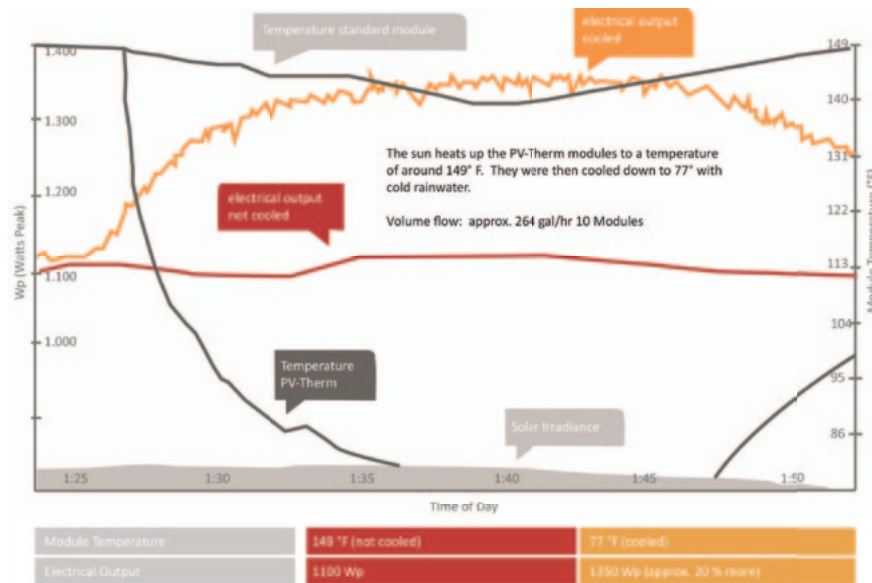 Temperature standard module
electrical output
cooled
1.400
1.300
1.200
1.100
1.000
Wp (Watts Peak)
149
140
131
122
113
104
95
86
Module Temperature (°F)
The sun heats up the PV-Therm modules to a temperature
of around 149° F. They were then cooled down to 77° with
cold rainwater.
Volume flow: approx. 264 gal/hr 10 Modules
electrical output
not cooled
Temperature
PV-Therm
Solar Irradiance
1:25
1:30
1:35
1:40
1:45
1:50
Time of Day
Module Temperature
149 °F (not cooled)
77 °F (cooled)
Electrical Output
1100 Wp
1350 Wp (approx. 20 % more)